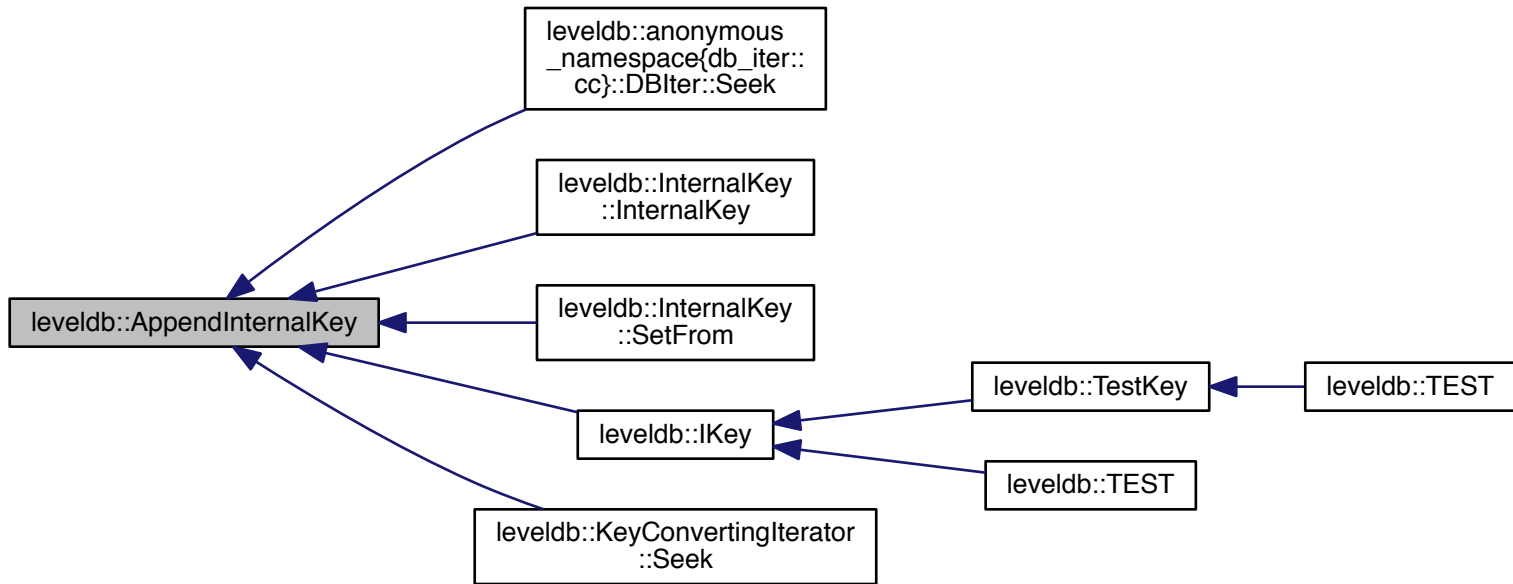 leveldb::anonymous
_namespace{db_iter::
cc}::DBIter::Seek
leveldb::InternalKey
::InternalKey
leveldb::AppendInternalKey
leveldb::InternalKey
::SetFrom
leveldb::TestKey
leveldb::TEST
leveldb::IKey
leveldb::TEST
leveldb::KeyConvertingIterator
::Seek